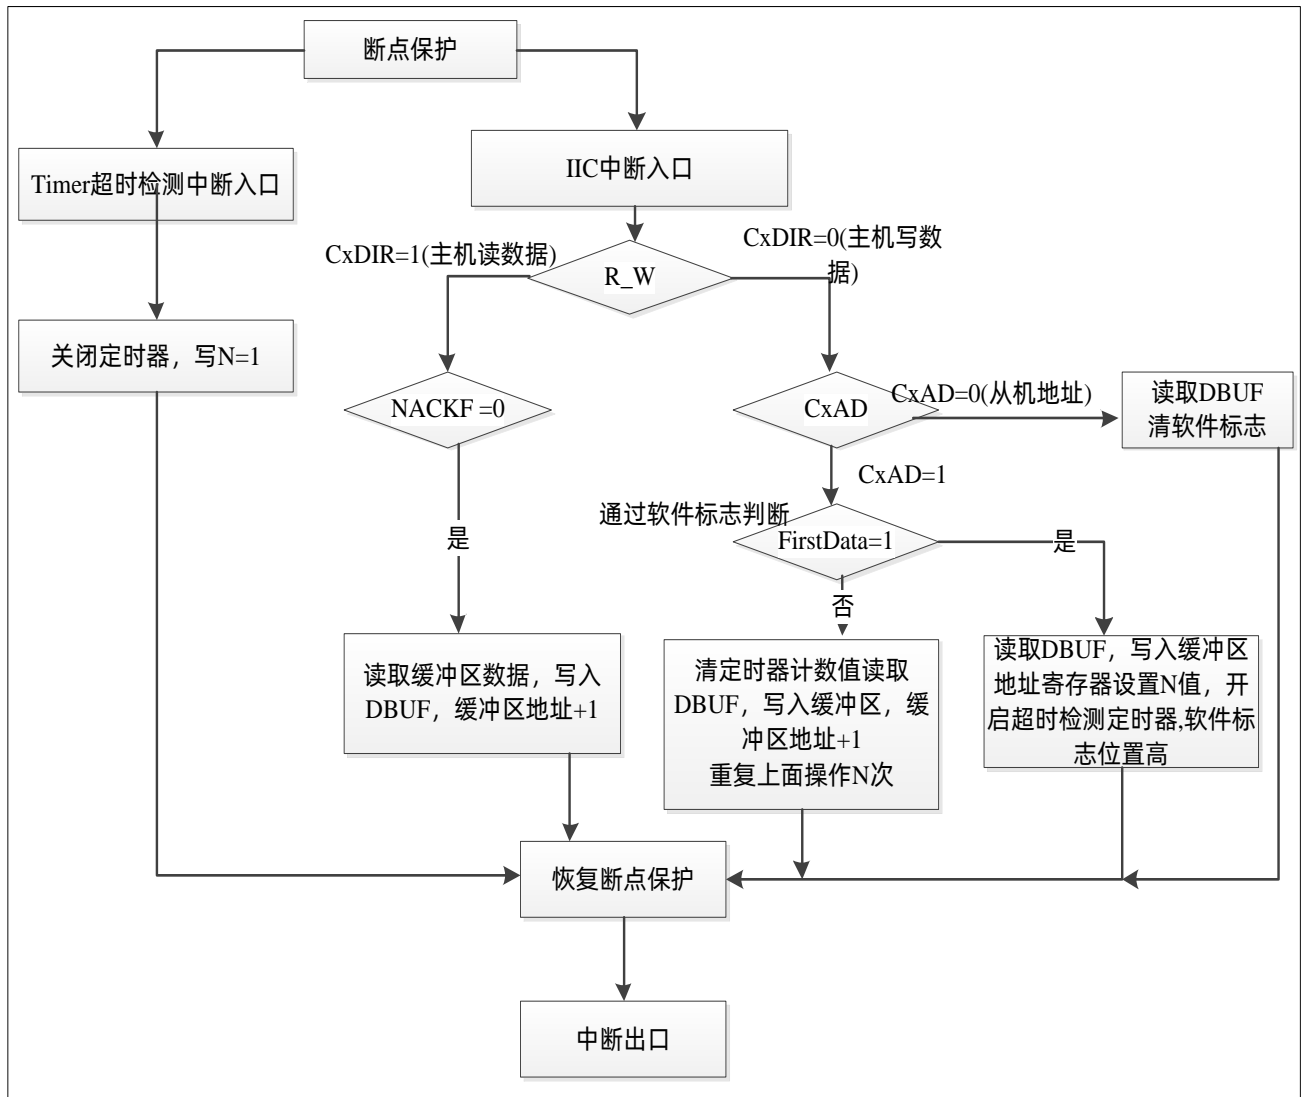 断点保护
Timer超时检测中断入口
IIC中断入口
CxDIR=1(主机读数据)
CxDIR=0(主机写数
据)
R_W
关闭定时器，写N=1
NACKF =0
CxAD
CxAD=0(从机地址)
读取DBUF
清软件标志
CxAD=1
通过软件标志判断
FirstData=1
是
是
否
读取缓冲区数据，写入
DBUF，缓冲区地址+1
清定时器计数值读取
DBUF，写入缓冲区，缓
冲区地址+1
重复上面操作N次
读取DBUF，写入缓冲区
地址寄存器设置N值，开
启超时检测定时器,软件标
志位置高
恢复断点保护
中断出口